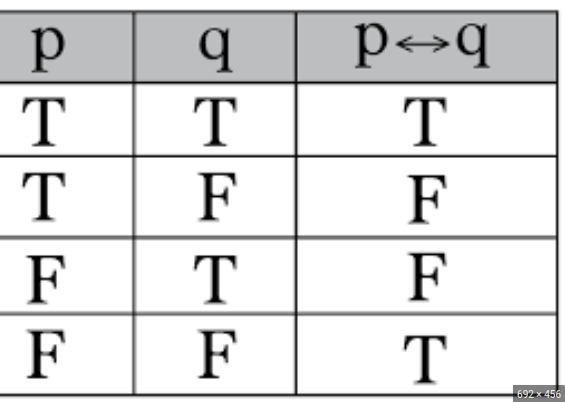 p q p↔q
T T T
T F F
F T F
F F T
692 × 456